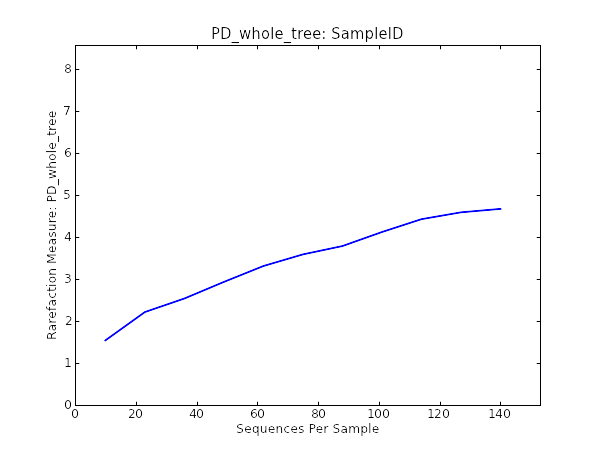 PD_whole_tree: SampleID
8
7
6
5
4
3
2
1
0
Rarefaction Measure: PD_whole_tree
0 20 40 60 80 100 120 140
Sequences Per Sample